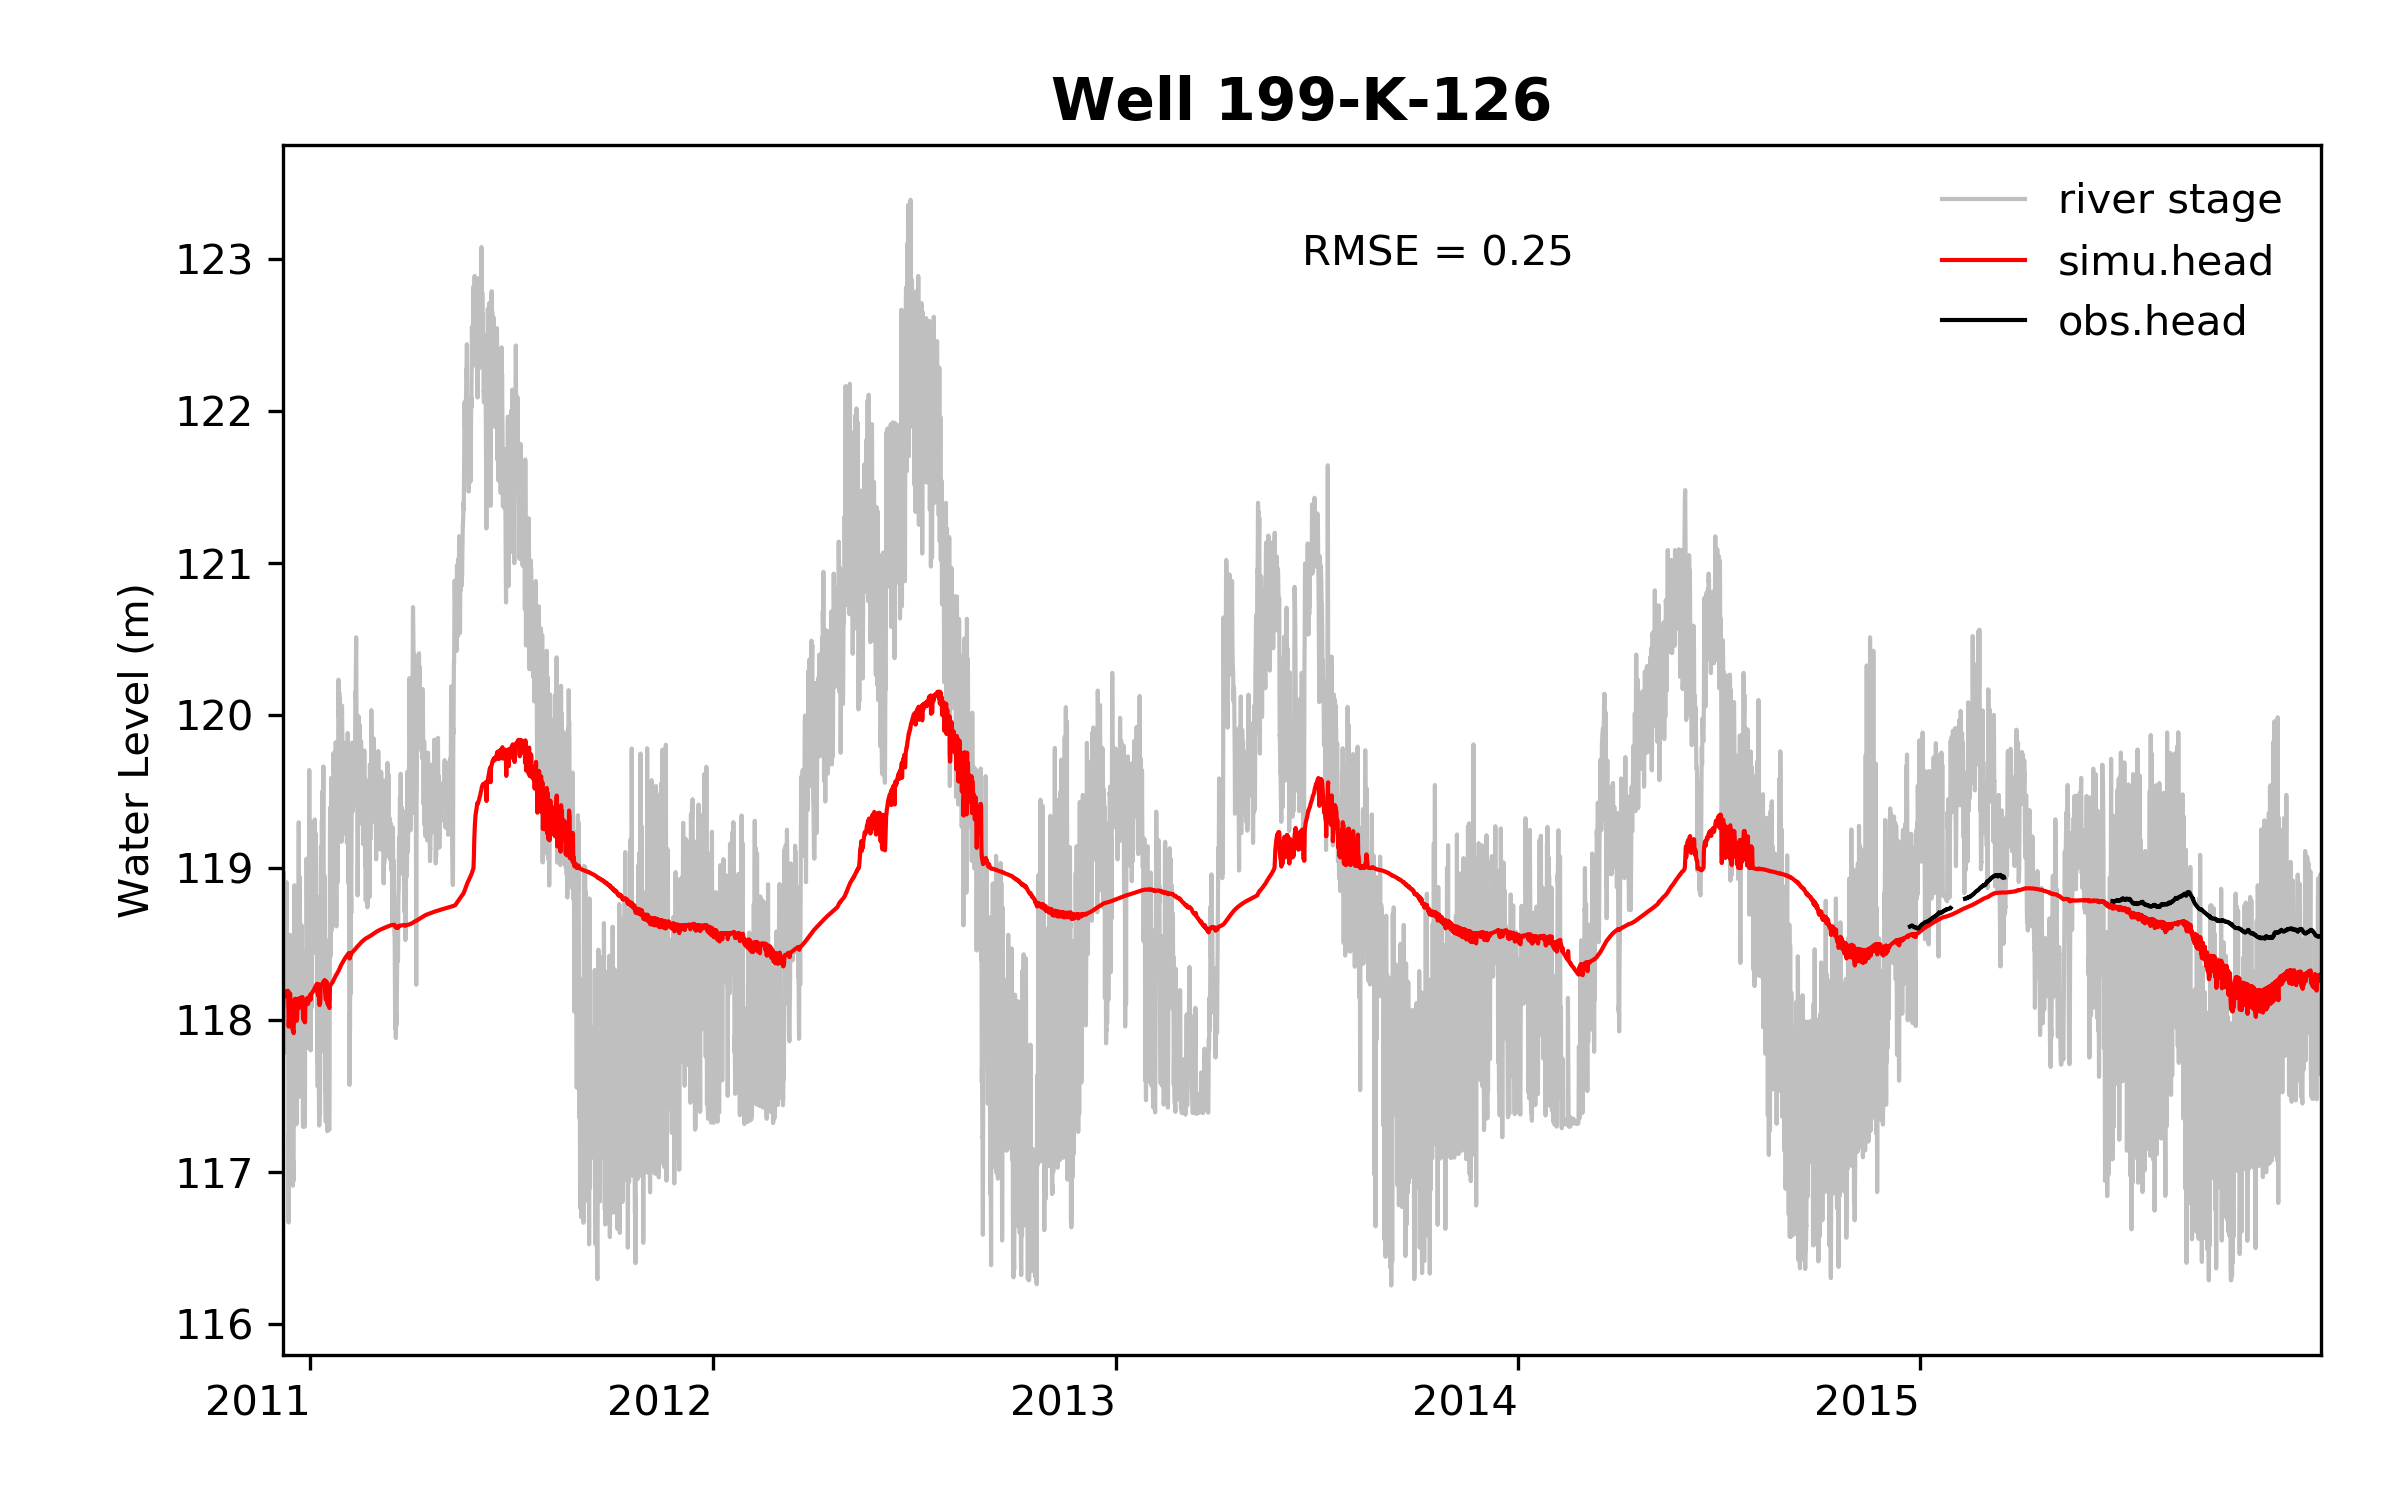 Well 199-K-126
RMSE = 0.25
river stage
simu.head
obs.head
Water Level (m)
123
122
121
120
119
118
117
116
2011
2012
2013
2014
2015